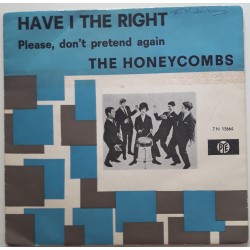 HAVE I THE RIGHT
Please, don't pretend again
THE HONEYCOMBS
7 N 15664
PYE